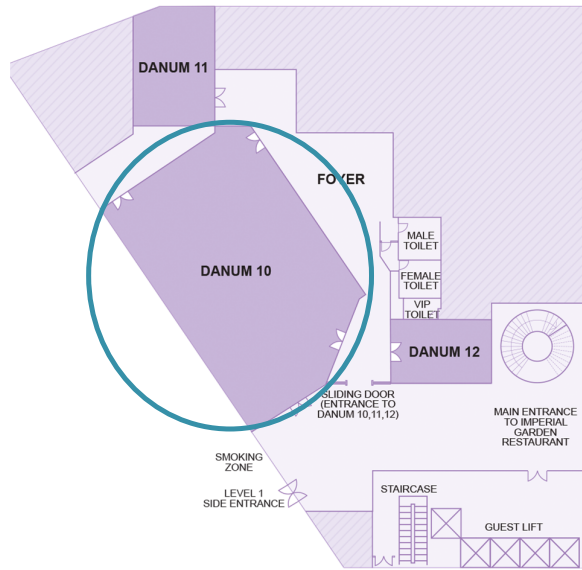 DANUM 11
FOYER
MALE
TOILET
DANUM 10
FEMALE
TOILET
VIP
TOILET
DANUM 12
SLIDING DOOR
(ENTRANCE TO
DANUM 10,11,12)
MAIN ENTRANCE
TO IMPERIAL
GARDEN
RESTAURANT
SMOKING
ZONE
LEVEL 1
SIDE ENTRANCE
STAIRCASE
GUEST LIFT